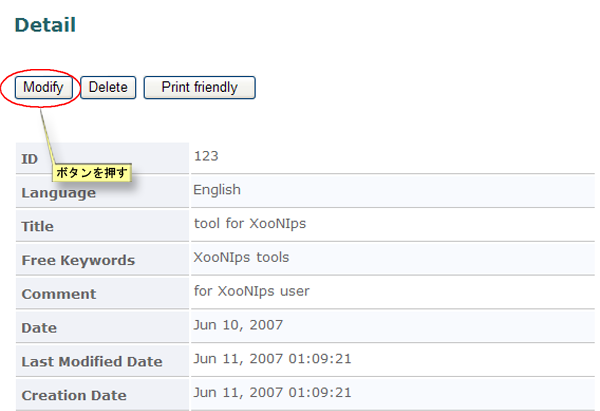 Detail
Modify Delete Print friendly
ボタンを押す
ID 123
Language English
Title tool for XooNIps
Free Keywords XooNIps tools
Comment for XooNIps user
Date Jun 10, 2007
Last Modified Date Jun 11, 2007 01:09:21
Creation Date Jun 11, 2007 01:09:21